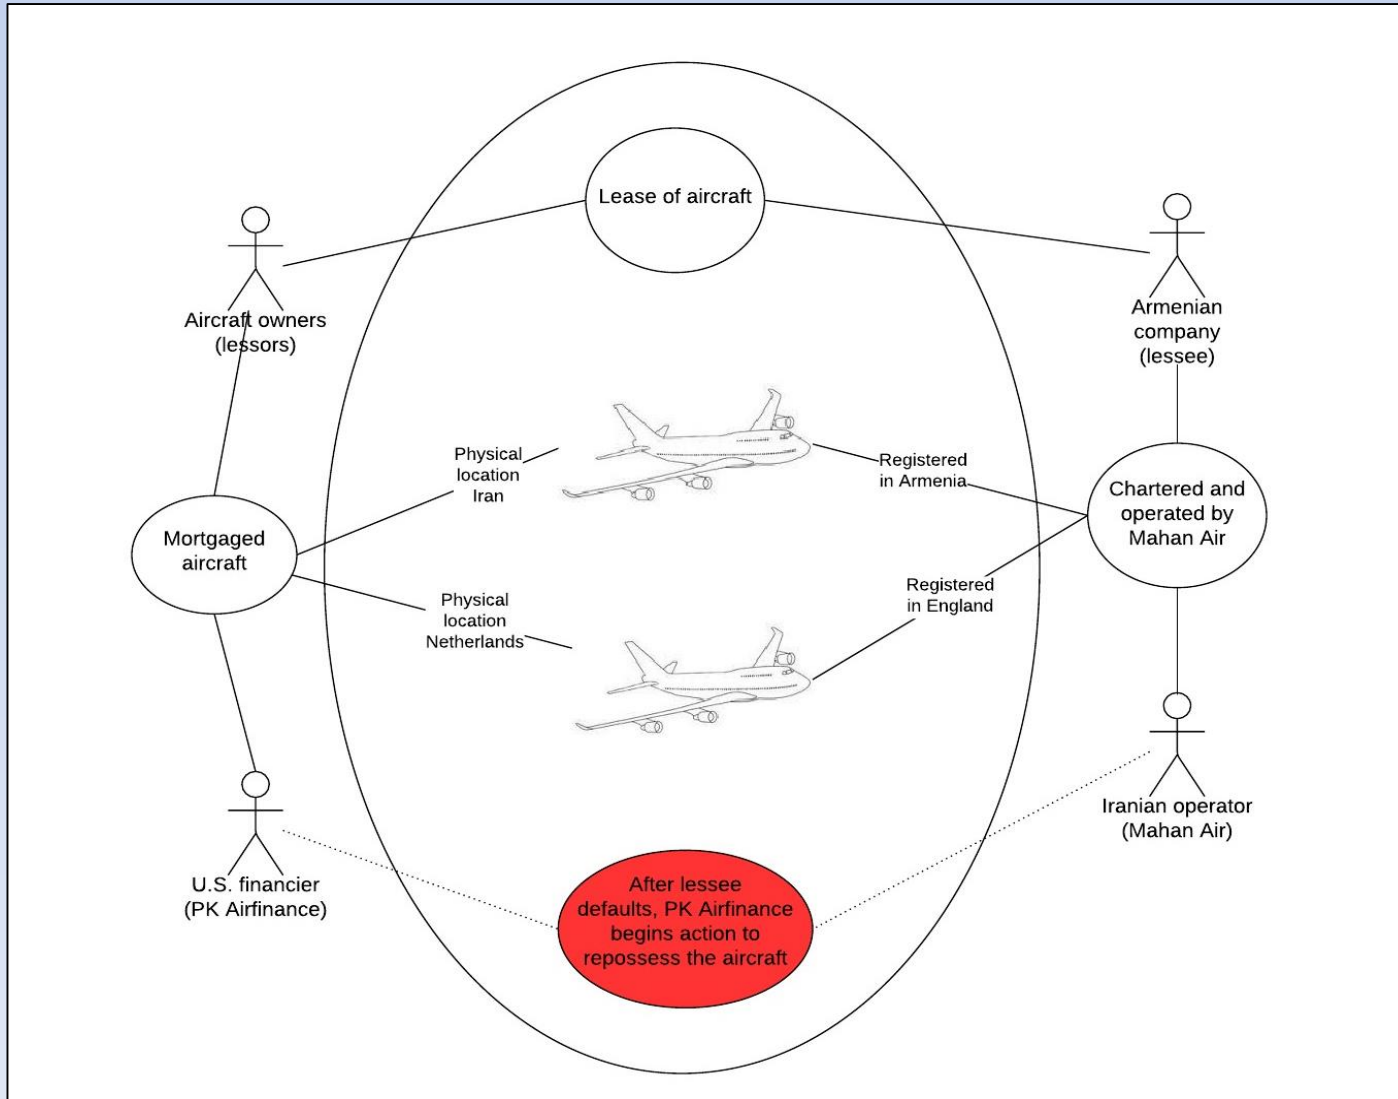 Lease of aircraft
Aircraft owners
(lessors)
Armenian
company
(lessee)
Physical
location
Iran
Registered
in Armenia
Chartered and
operated by
Mahan Air
Mortgaged
aircraft
Physical
location
Netherlands
Registered
in England
Iranian operator
(Mahan Air)
U.S. financier
(PK Airfinance)
After lessee
defaults, PK Airfinance
begins action to
repossess the aircraft